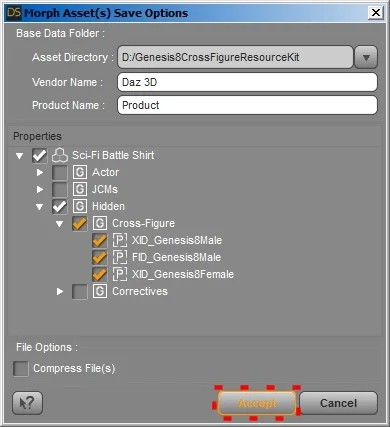 DS Morph Asset(s) Save Options
Base Data Folder :
Asset Directory : D:/Genesis8CrossFigureResourceKit
Vendor Name : Daz 3D
Product Name : Product
Properties
Sci-Fi Battle Shirt
G Actor
G JCMs
G Hidden
G Cross-Figure
P XID_Genesis8Male
P FID_Genesis8Male
P XID_Genesis8Female
G Correctives
File Options :
Compress File(s)
? Accept Cancel